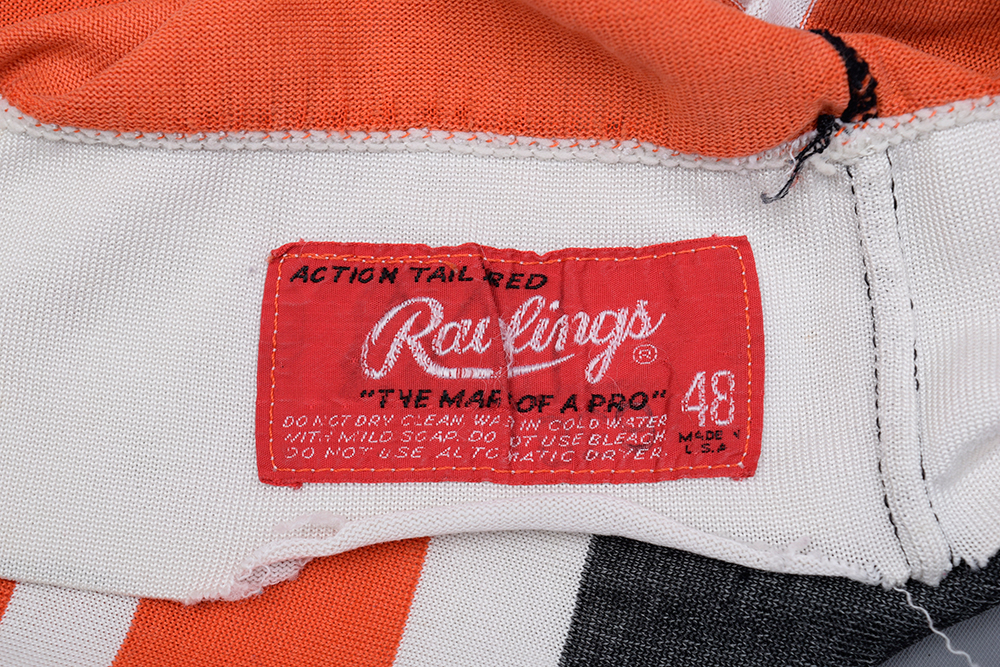 ACTION TAILRED
Rawlings ®
"THE MARK OF A PRO"
48
DO NOT DRY CLEAN. WASH IN COLD WATER
WITH MILD SOAP. DO NOT USE BLEACH.
DO NOT USE AUTOMATIC DRYER.
MADE IN
U.S.A